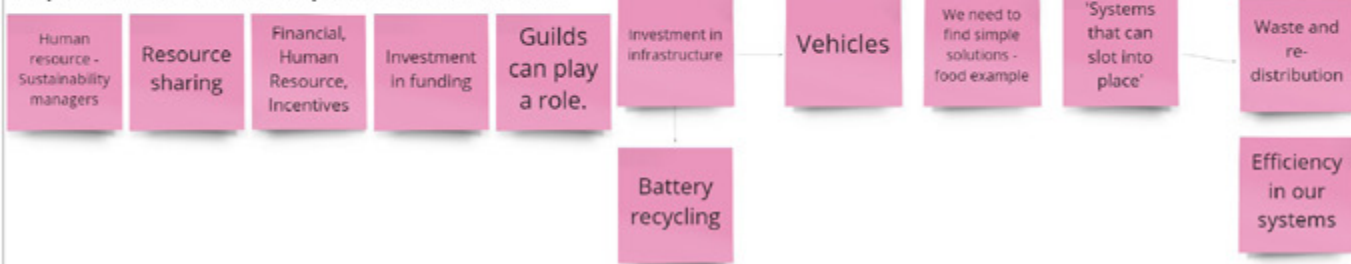 Human
resource -
Sustainability
managers
Resource
sharing
Financial,
Human
Resource,
Incentives
Investment
in funding
Guilds
can play
a role.
Investment in
infrastructure
Vehicles
We need to
find simple
solutions -
food example
'Systems
that can
slot into
place'
Waste and
re-
distribution
Battery
recycling
Efficiency
in our
systems